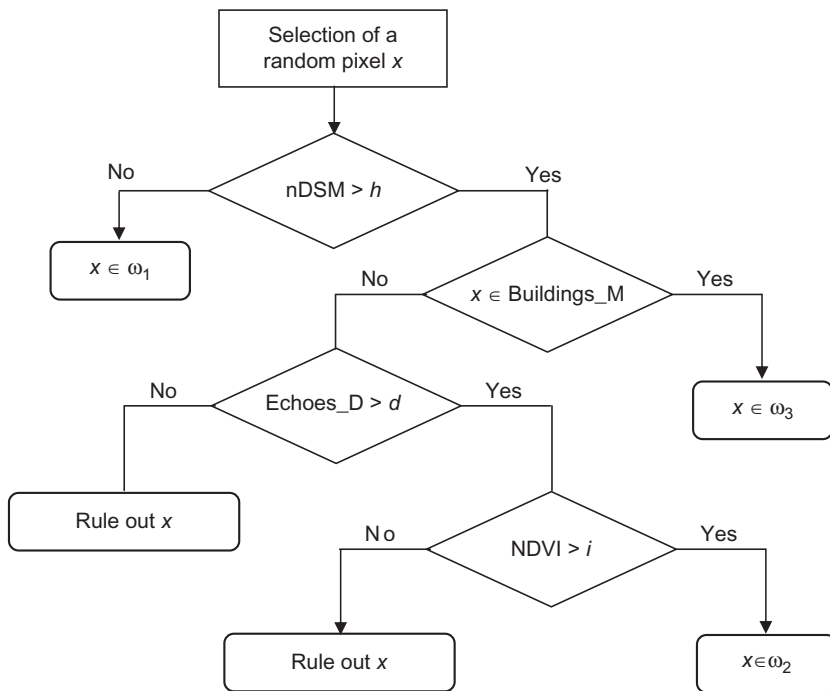 Selection of a
random pixel x
No
Yes
nDSM > h
x ∈ ω₁
No
Yes
x ∈ Buildings_M
No
Yes
Echoes_D > d
x ∈ ω₃
Rule out x
No
Yes
NDVI > i
Rule out x
x∈ω₂